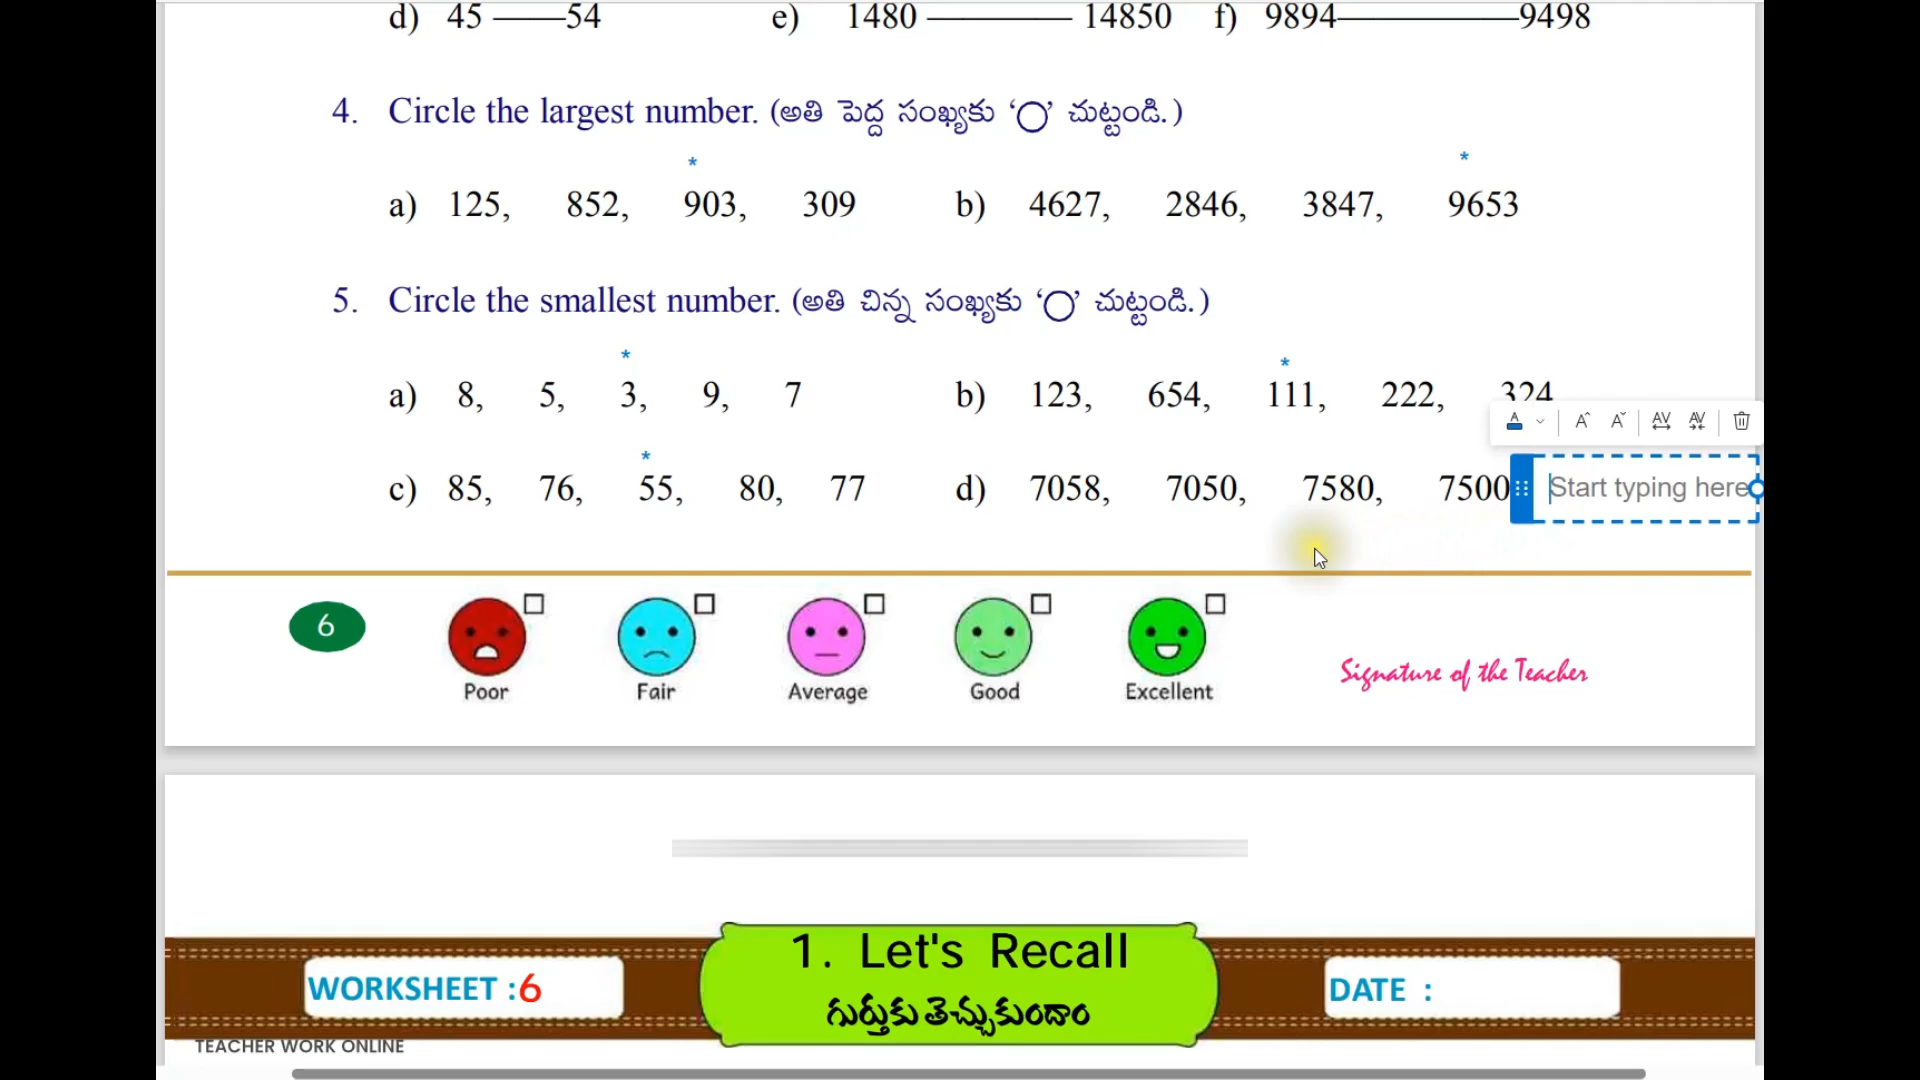 d) 45 ——54 e) 1480 ———— 14850 f) 9894—————9498
4. Circle the largest number. (అతి పెద్ద సంఖ్యకు ‘◯’ చుట్టండి.)
* *
a) 125, 852, 903, 309 b) 4627, 2846, 3847, 9653
5. Circle the smallest number. (అతి చిన్న సంఖ్యకు ‘◯’ చుట్టండి.)
* *
a) 8, 5, 3, 9, 7 b) 123, 654, 111, 222, 324
*
c) 85, 76, 55, 80, 77 d) 7058, 7050, 7580, 7500
Start typing here
6
Poor Fair Average Good Excellent
Signature of the Teacher
1. Let's Recall
గుర్తుకు తెచ్చుకుందాం
WORKSHEET :6
DATE :
TEACHER WORK ONLINE